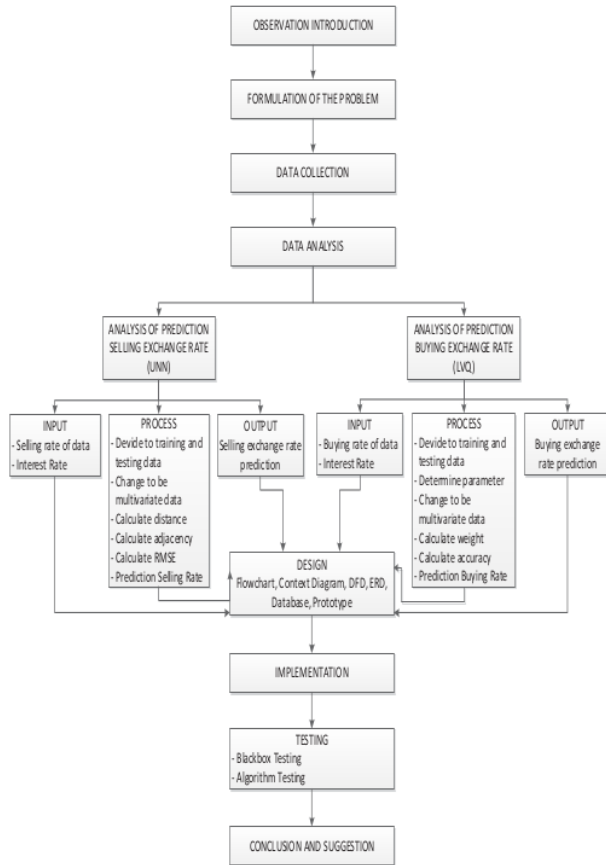 OBSERVATION INTRODUCTION
FORMULATION OF THE PROBLEM
DATA COLLECTION
DATA ANALYSIS
ANALYSIS OF PREDICTION
SELLING EXCHANGE RATE
(UNN)
ANALYSIS OF PREDICTION
BUYING EXCHANGE RATE
(LVQ)
INPUT
- Selling rate of data
- Interest Rate
PROCESS
- Devide to training and
testing data
- Change to be
multivariate data
- Calculate distance
- Calculate adjacency
- Calculate RMSE
- Prediction Selling Rate
OUTPUT
Selling exchange rate
prediction
INPUT
- Buying rate of data
- Interest Rate
PROCESS
- Devide to training and
testing data
- Determine parameter
- Change to be
multivariate data
- Calculate weight
- Calculate accuracy
- Prediction Buying Rate
OUTPUT
Buying exchange
rate prediction
DESIGN
Flowchart, Context Diagram, DFD, ERD,
Database, Prototype
IMPLEMENTATION
TESTING
- Blackbox Testing
- Algorithm Testing
CONCLUSION AND SUGGESTION